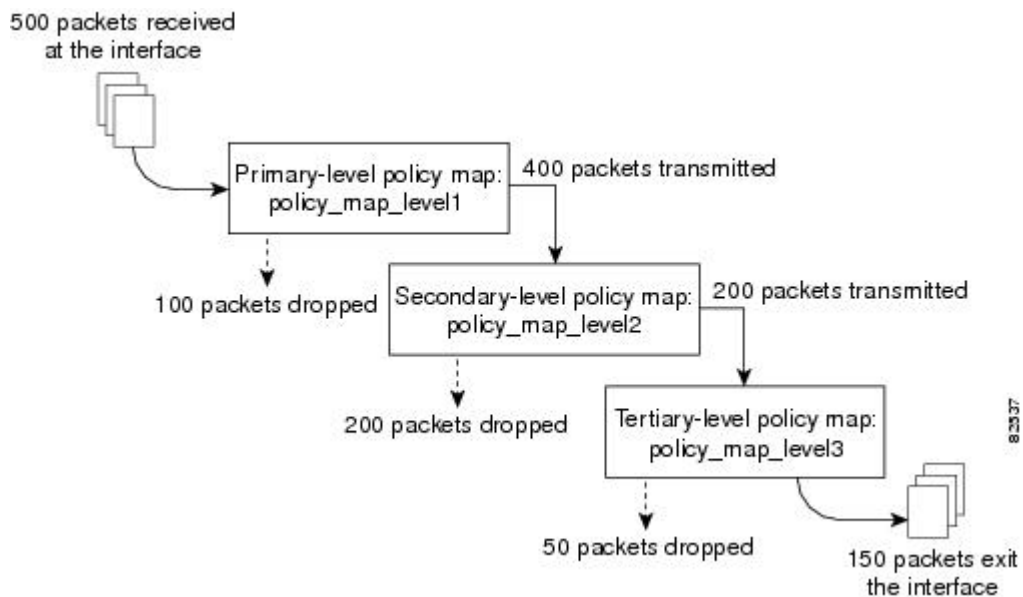 500 packets received
at the interface
Primary-level policy map:
policy_map_level1
400 packets transmitted
100 packets dropped
Secondary-level policy map:
policy_map_level2
200 packets transmitted
200 packets dropped
Tertiary-level policy map:
policy_map_level3
82537
50 packets dropped
150 packets exit
the interface